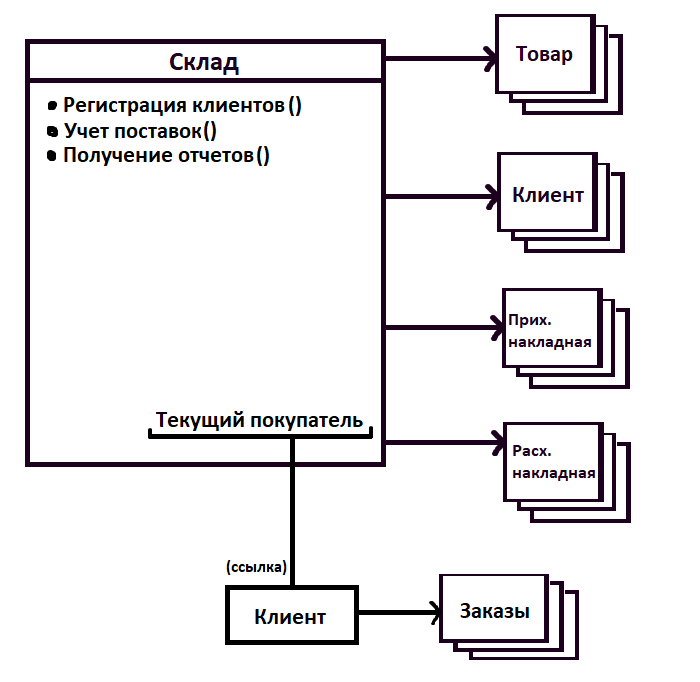 Склад
• Регистрация клиентов()
• Учет поставок()
• Получение отчетов()
Текущий покупатель
Товар
Клиент
Прих.
накладная
Расх.
накладная
(ссылка)
Клиент
Заказы